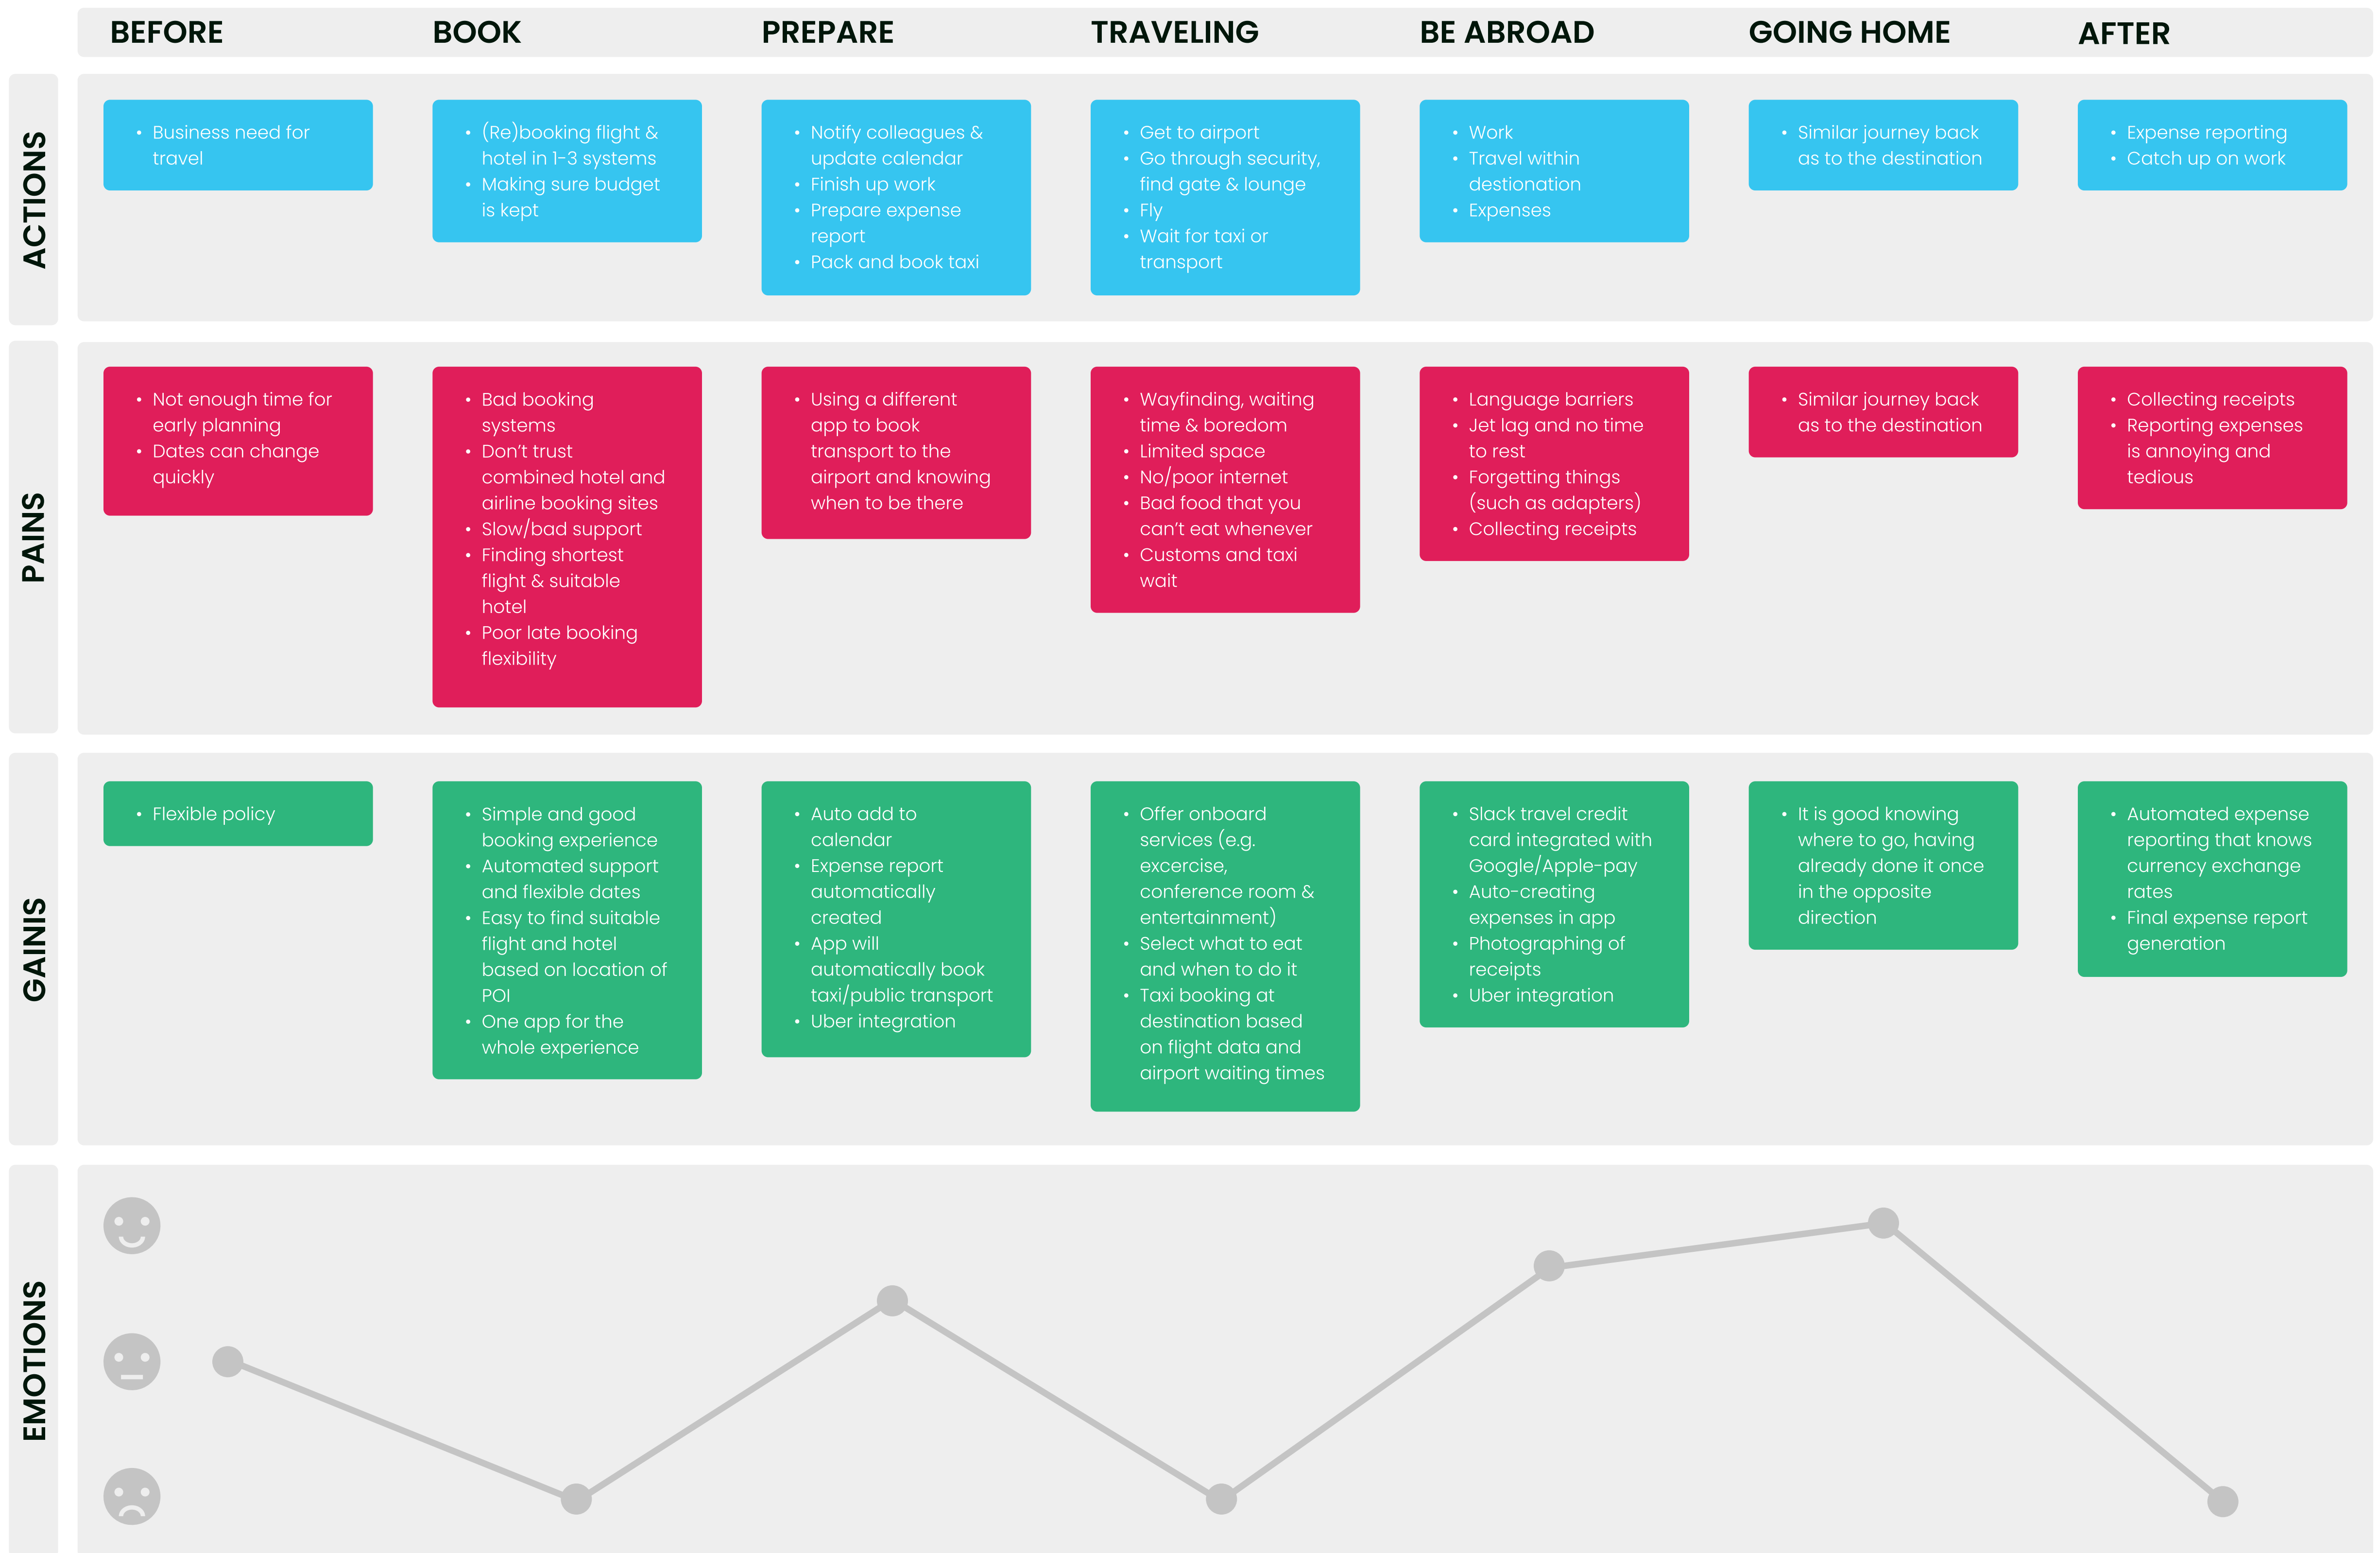 BEFORE
BOOK
PREPARE
TRAVELING
BE ABROAD
GOING HOME
AFTER
ACTIONS
• Business need for
travel
• (Re)booking flight &
hotel in 1-3 systems
• Making sure budget
is kept
• Notify colleagues &
update calendar
• Finish up work
• Prepare expense
report
• Pack and book taxi
• Get to airport
• Go through security,
find gate & lounge
• Fly
• Wait for taxi or
transport
• Work
• Travel within
destionation
• Expenses
• Similar journey back
as to the destination
• Expense reporting
• Catch up on work
PAINS
• Not enough time for
early planning
• Dates can change
quickly
• Bad booking
systems
• Don’t trust
combined hotel and
airline booking sites
• Slow/bad support
• Finding shortest
flight & suitable
hotel
• Poor late booking
flexibility
• Using a different
app to book
transport to the
airport and knowing
when to be there
• Wayfinding, waiting
time & boredom
• Limited space
• No/poor internet
• Bad food that you
can’t eat whenever
• Customs and taxi
wait
• Language barriers
• Jet lag and no time
to rest
• Forgetting things
(such as adapters)
• Collecting receipts
• Similar journey back
as to the destination
• Collecting receipts
• Reporting expenses
is annoying and
tedious
GAINIS
• Flexible policy
• Simple and good
booking experience
• Automated support
and flexible dates
• Easy to find suitable
flight and hotel
based on location of
POI
• One app for the
whole experience
• Auto add to
calendar
• Expense report
automatically
created
• App will
automatically book
taxi/public transport
• Uber integration
• Offer onboard
services (e.g.
excercise,
conference room &
entertainment)
• Select what to eat
and when to do it
• Taxi booking at
destination based
on flight data and
airport waiting times
• Slack travel credit
card integrated with
Google/Apple-pay
• Auto-creating
expenses in app
• Photographing of
receipts
• Uber integration
• It is good knowing
where to go, having
already done it once
in the opposite
direction
• Automated expense
reporting that knows
currency exchange
rates
• Final expense report
generation
EMOTIONS